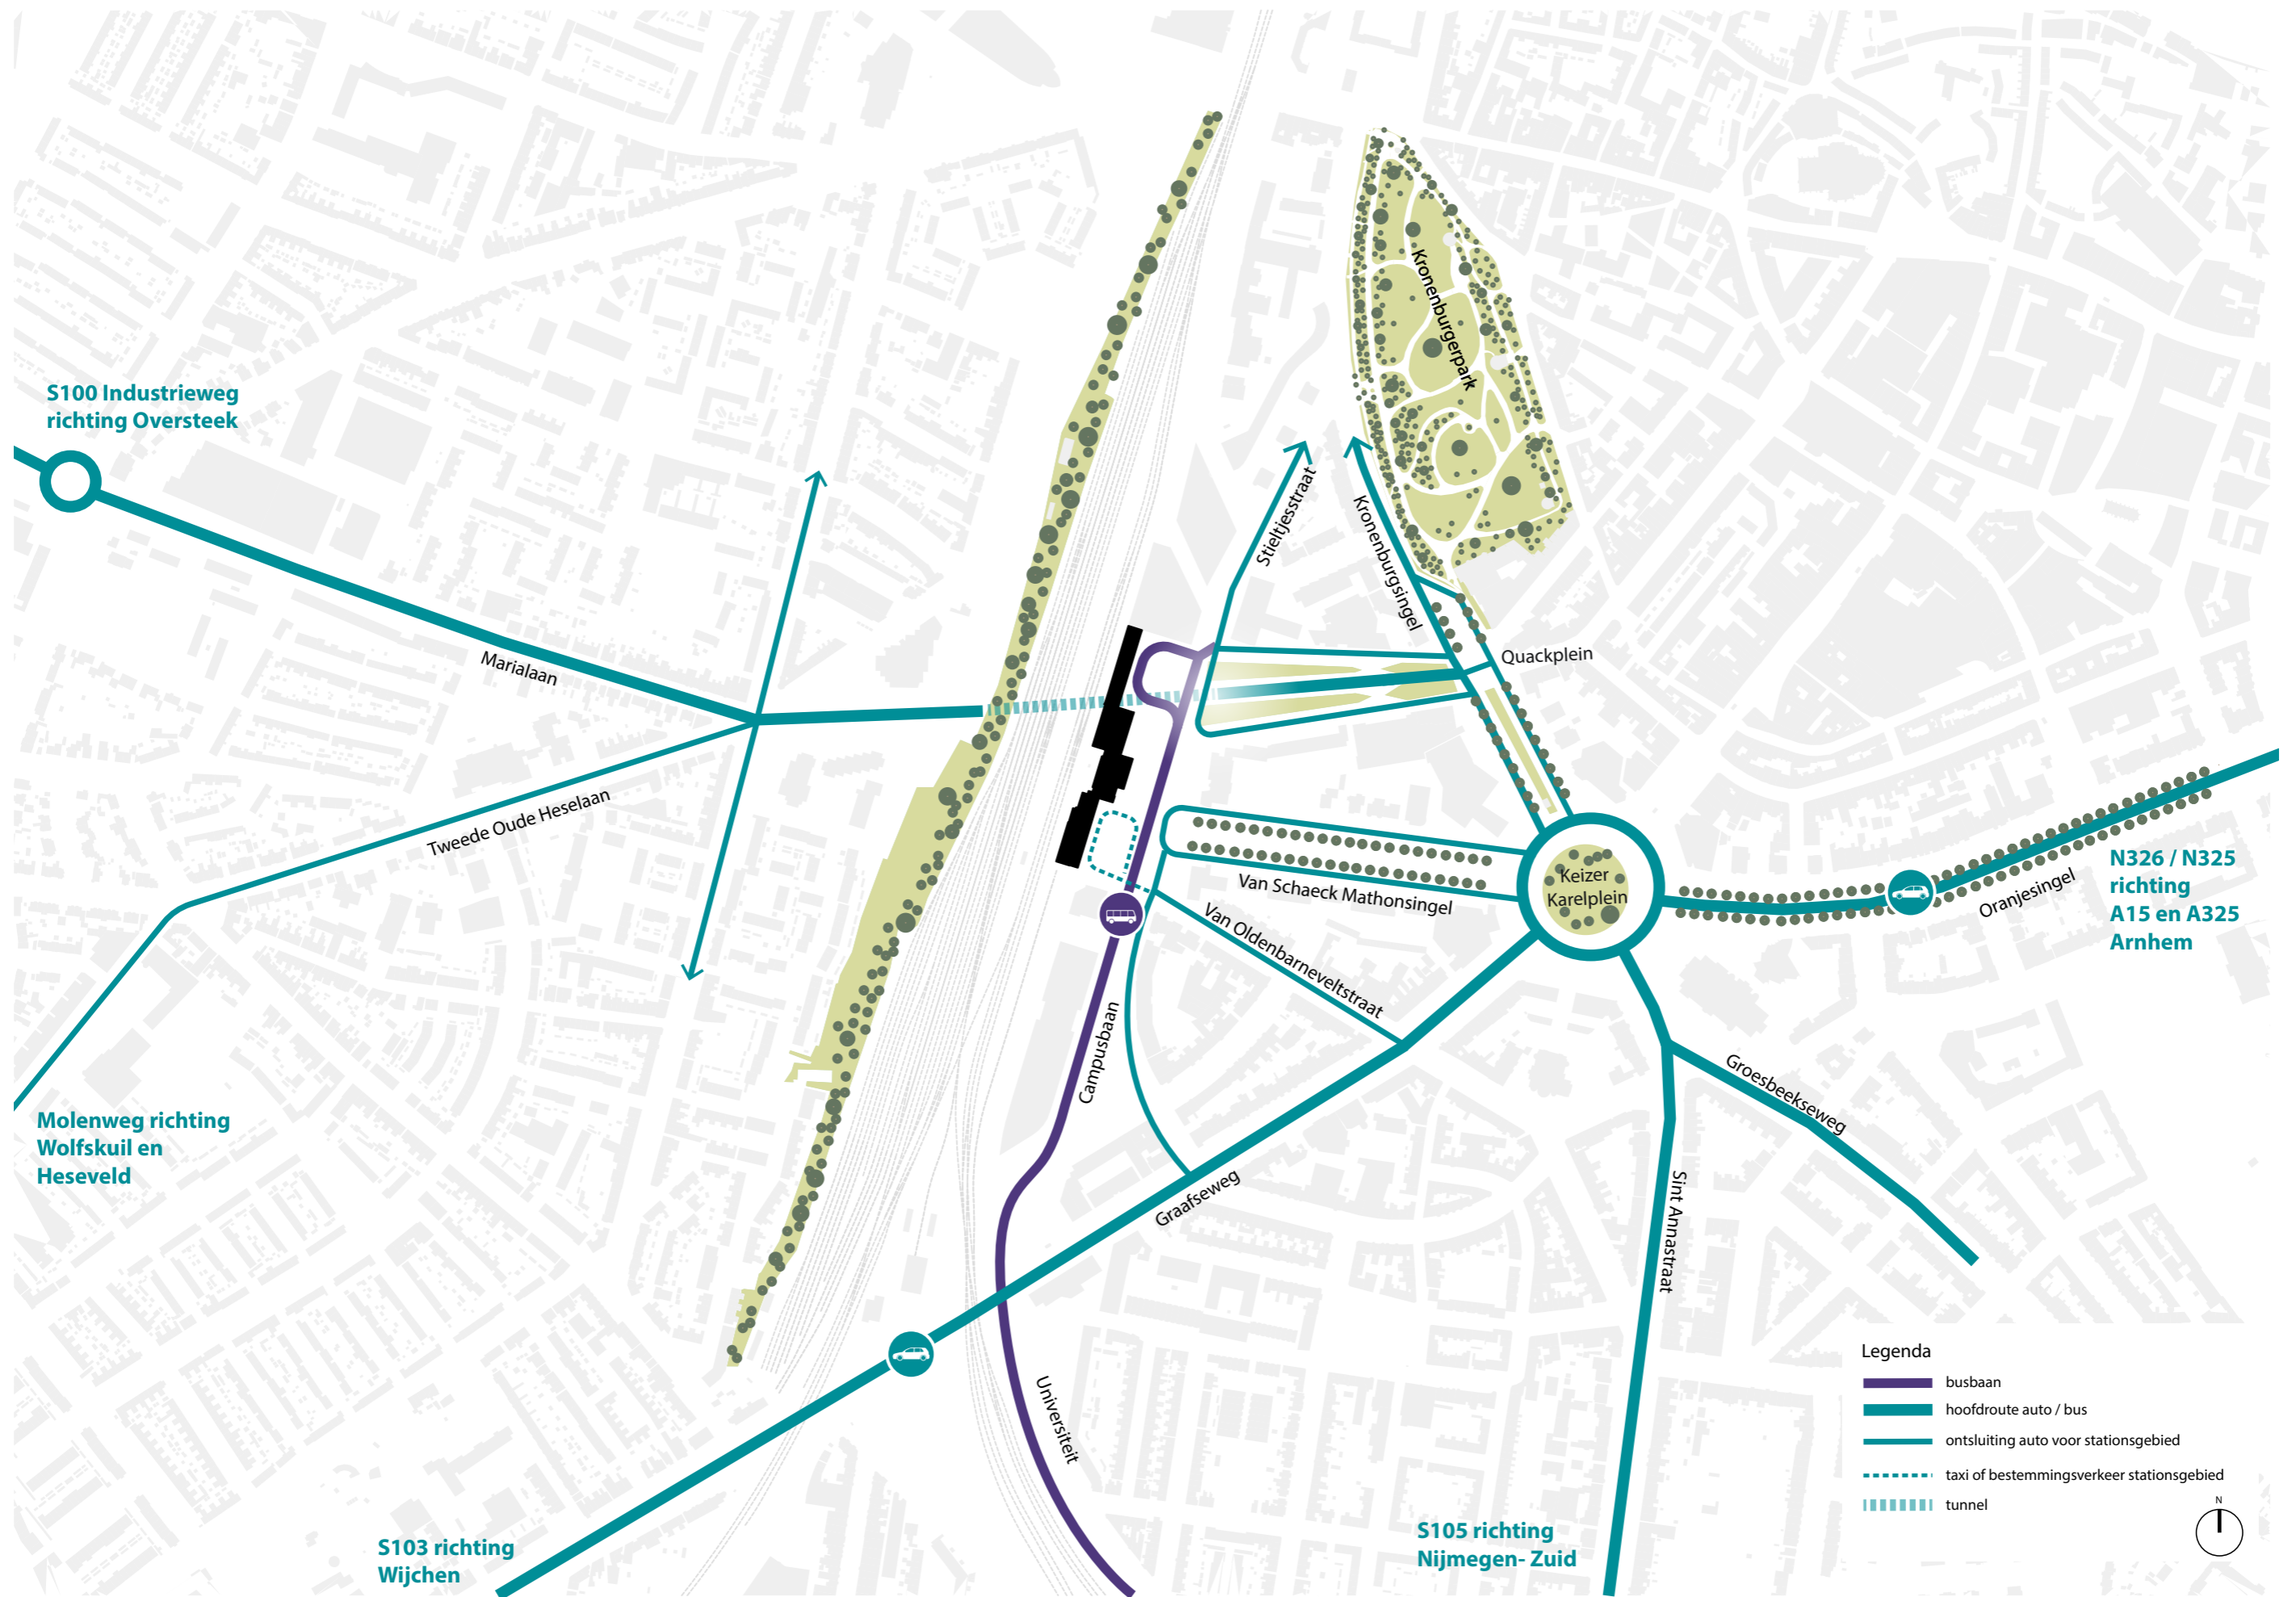 S100 Industrieweg
richting Oversteek
Kronenburgerpark
Stieltjesstraat
Kronenburgsingel
Marialaan
Quackplein
Tweede Oude Heselaan
Keizer
Karelplein
Van Schaeck Mathonsingel
Van Oldenbarneveltstraat
Oranjesingel
N326 / N325
richting
A15 en A325
Arnhem
Campusbaan
Groesbeekseweg
Molenweg richting
Wolfskuil en
Heseveld
Graafseweg
Sint Annastraat
Universiteit
Legenda
busbaan
hoofdroute auto / bus
ontsluiting auto voor stationsgebied
taxi of bestemmingsverkeer stationsgebied
tunnel
N
S103 richting
Wijchen
S105 richting
Nijmegen- Zuid